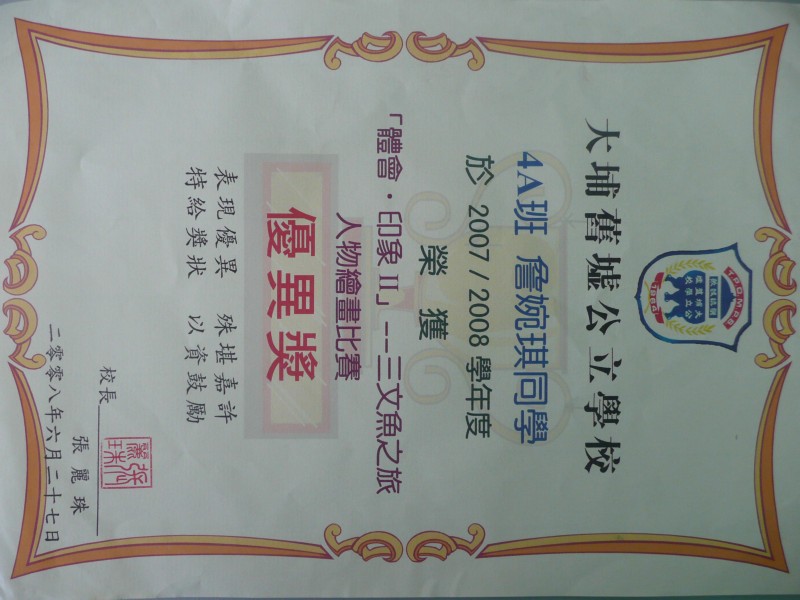 大埔舊墟公立學校
4A班 詹婉琪同學
於 2007/2008 學年度
榮獲
「體會·印象II」--三文魚之旅
人物繪畫比賽
優異獎
表現優異 殊堪嘉許
特給獎狀 以資鼓勵
校長
張麗珠
二零零八年六月二十七日